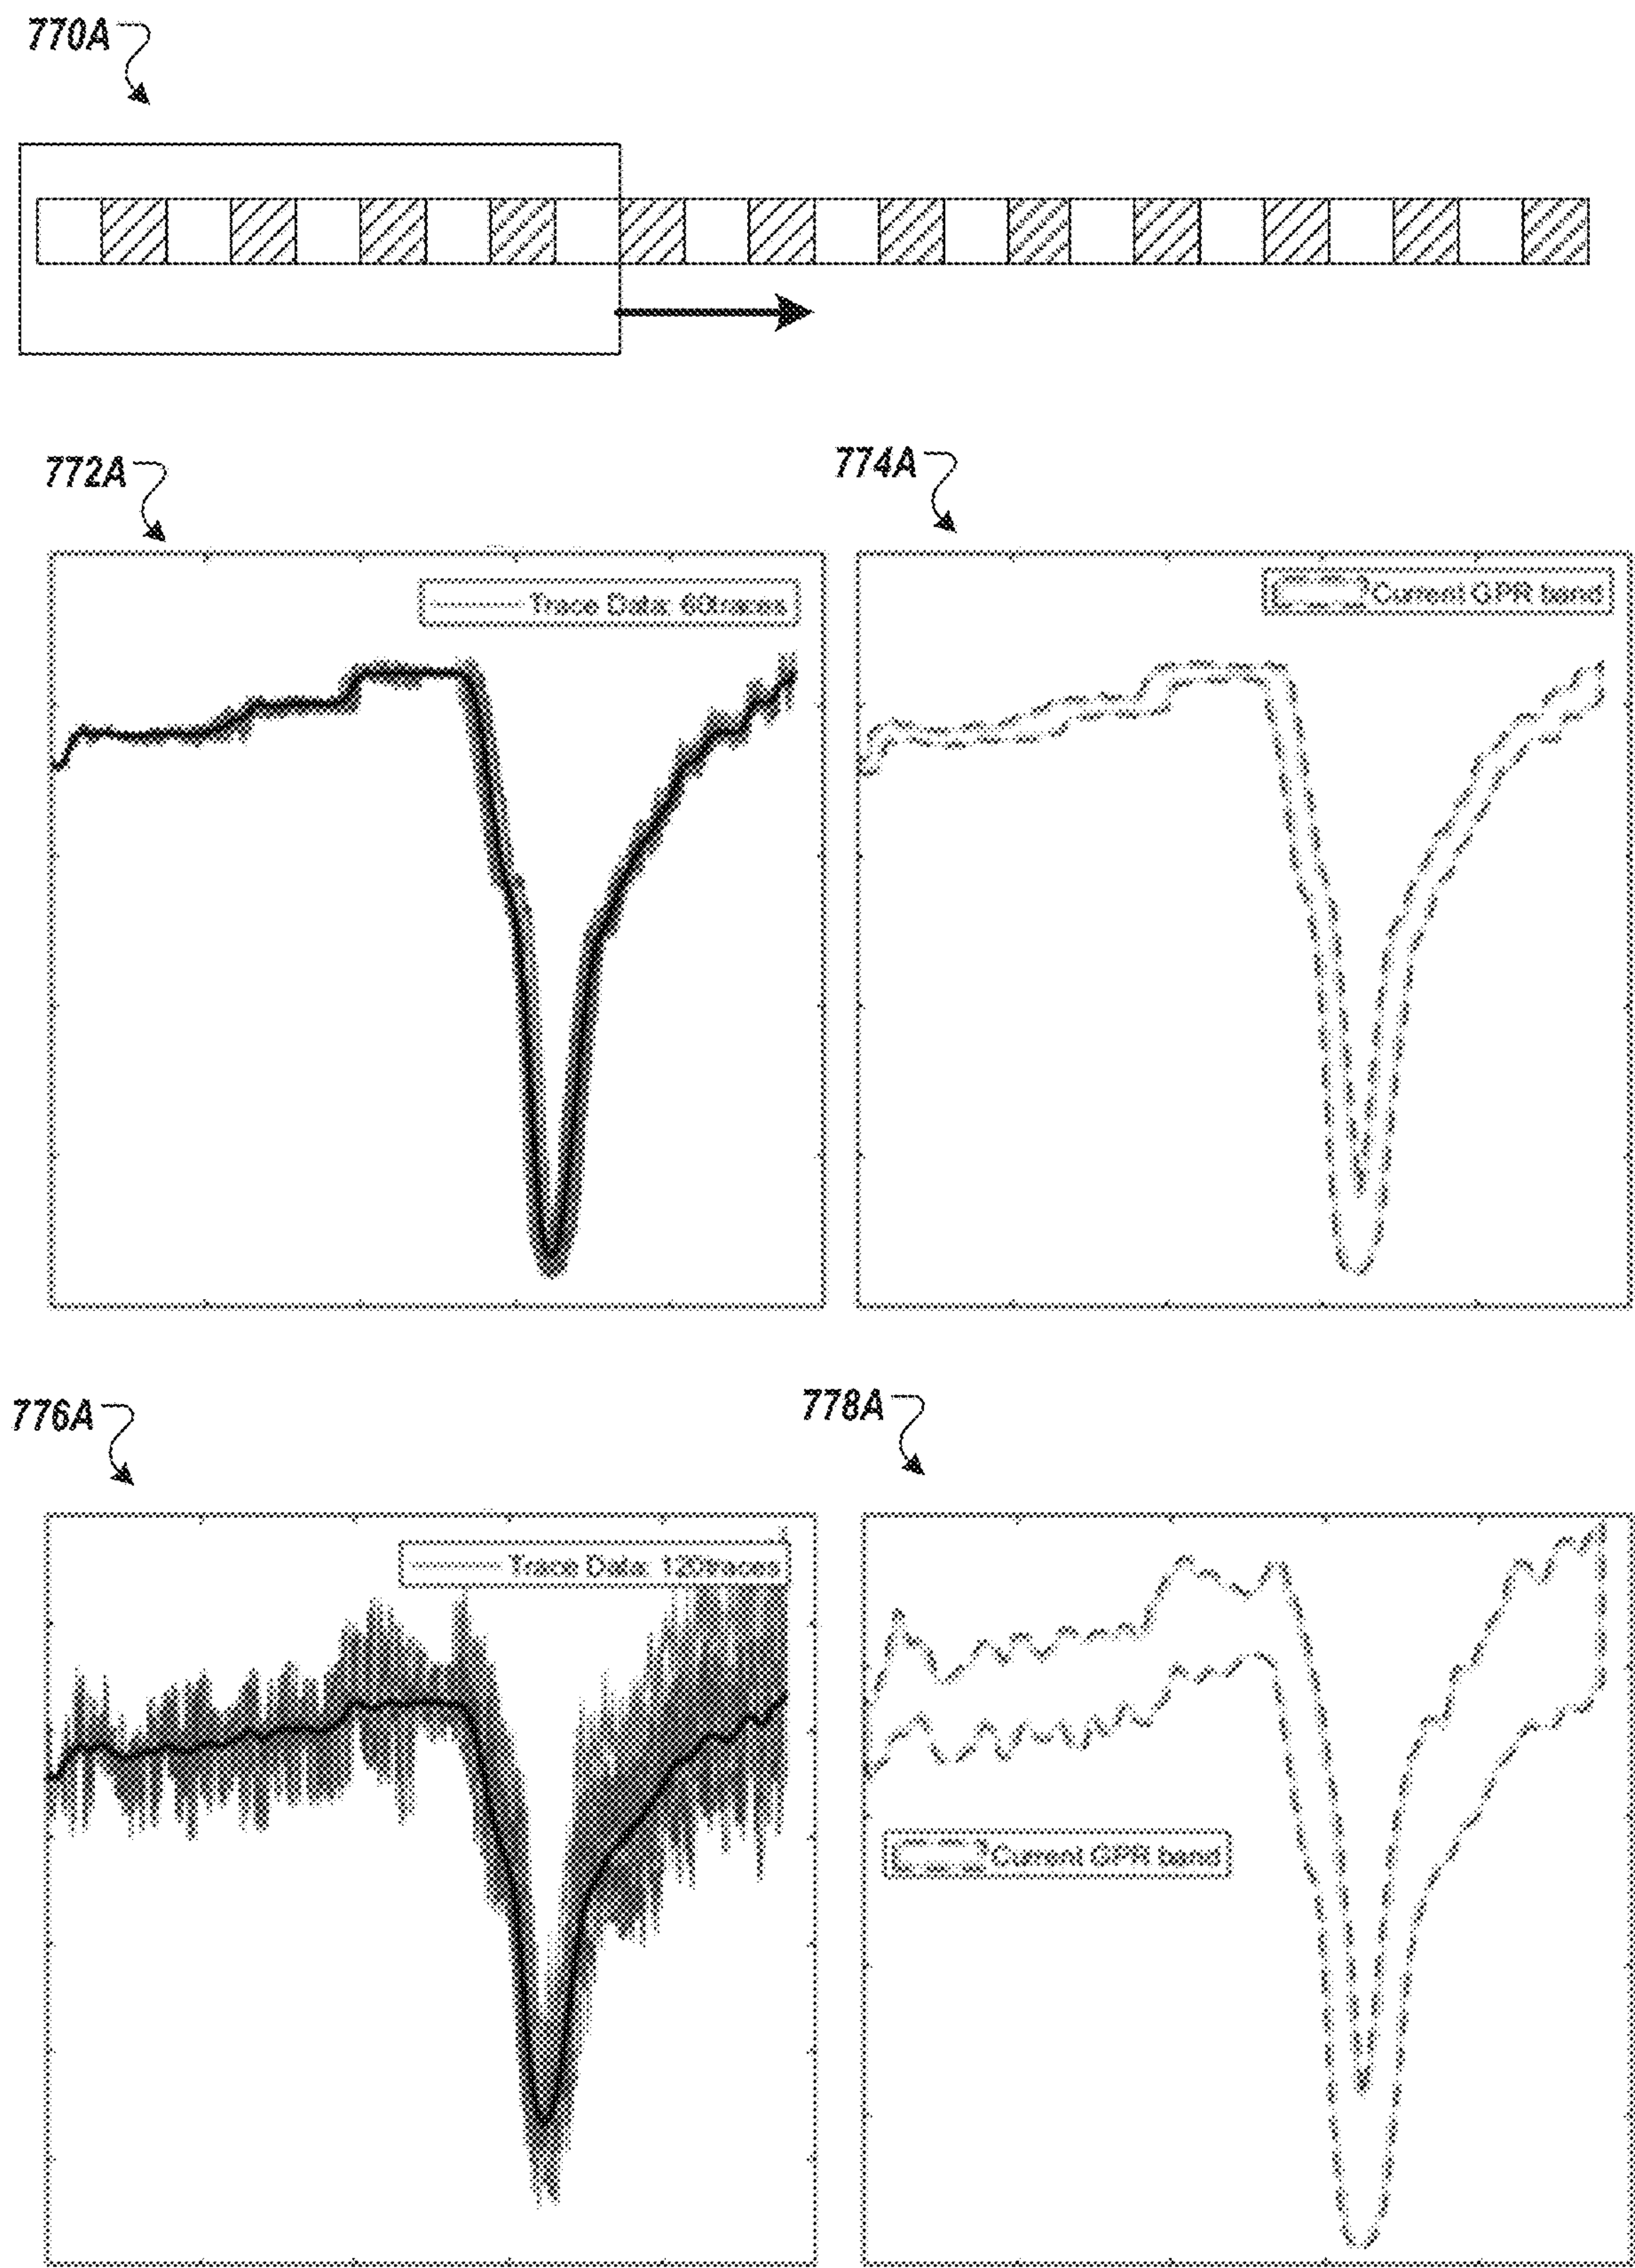 770A
772A
774A
Trace Data: 60traces
Current GPR band
776A
778A
Trace Data: 120traces
Current GPR band